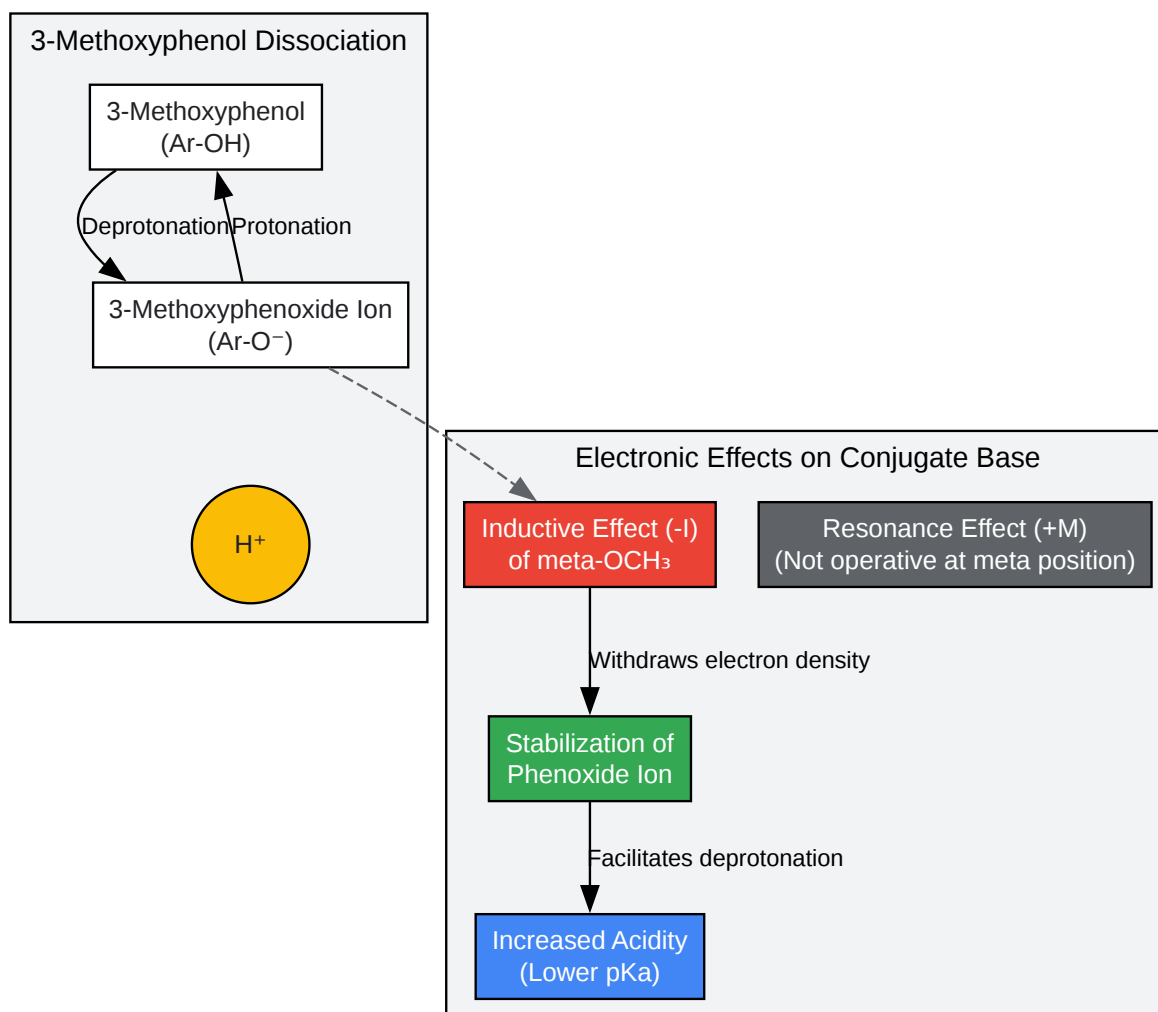 3-Methoxyphenol Dissociation
3-Methoxyphenol
(Ar-OH)
Deprotonation
Protonation
3-Methoxyphenoxide Ion
(Ar-O⁻)
H⁺
Electronic Effects on Conjugate Base
Inductive Effect (-I)
of meta-OCH₃
Resonance Effect (+M)
(Not operative at meta position)
Withdraws electron density
Stabilization of
Phenoxide Ion
Facilitates deprotonation
Increased Acidity
(Lower pKa)